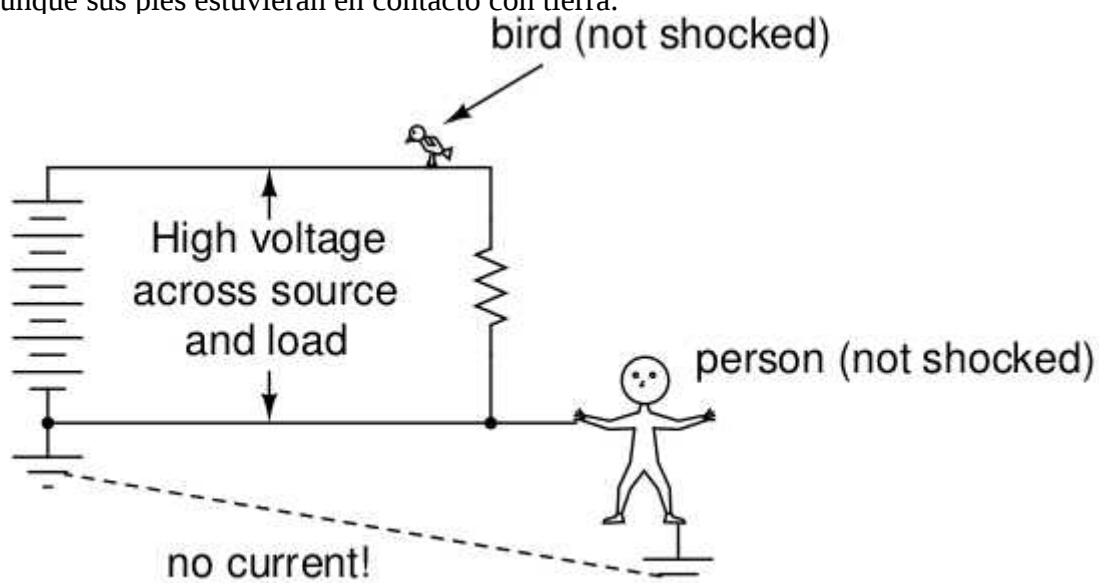 unque sus pies estuvieran en contacto con tierra.
bird (not shocked)
High voltage
across source
and load
person (not shocked)
no current!